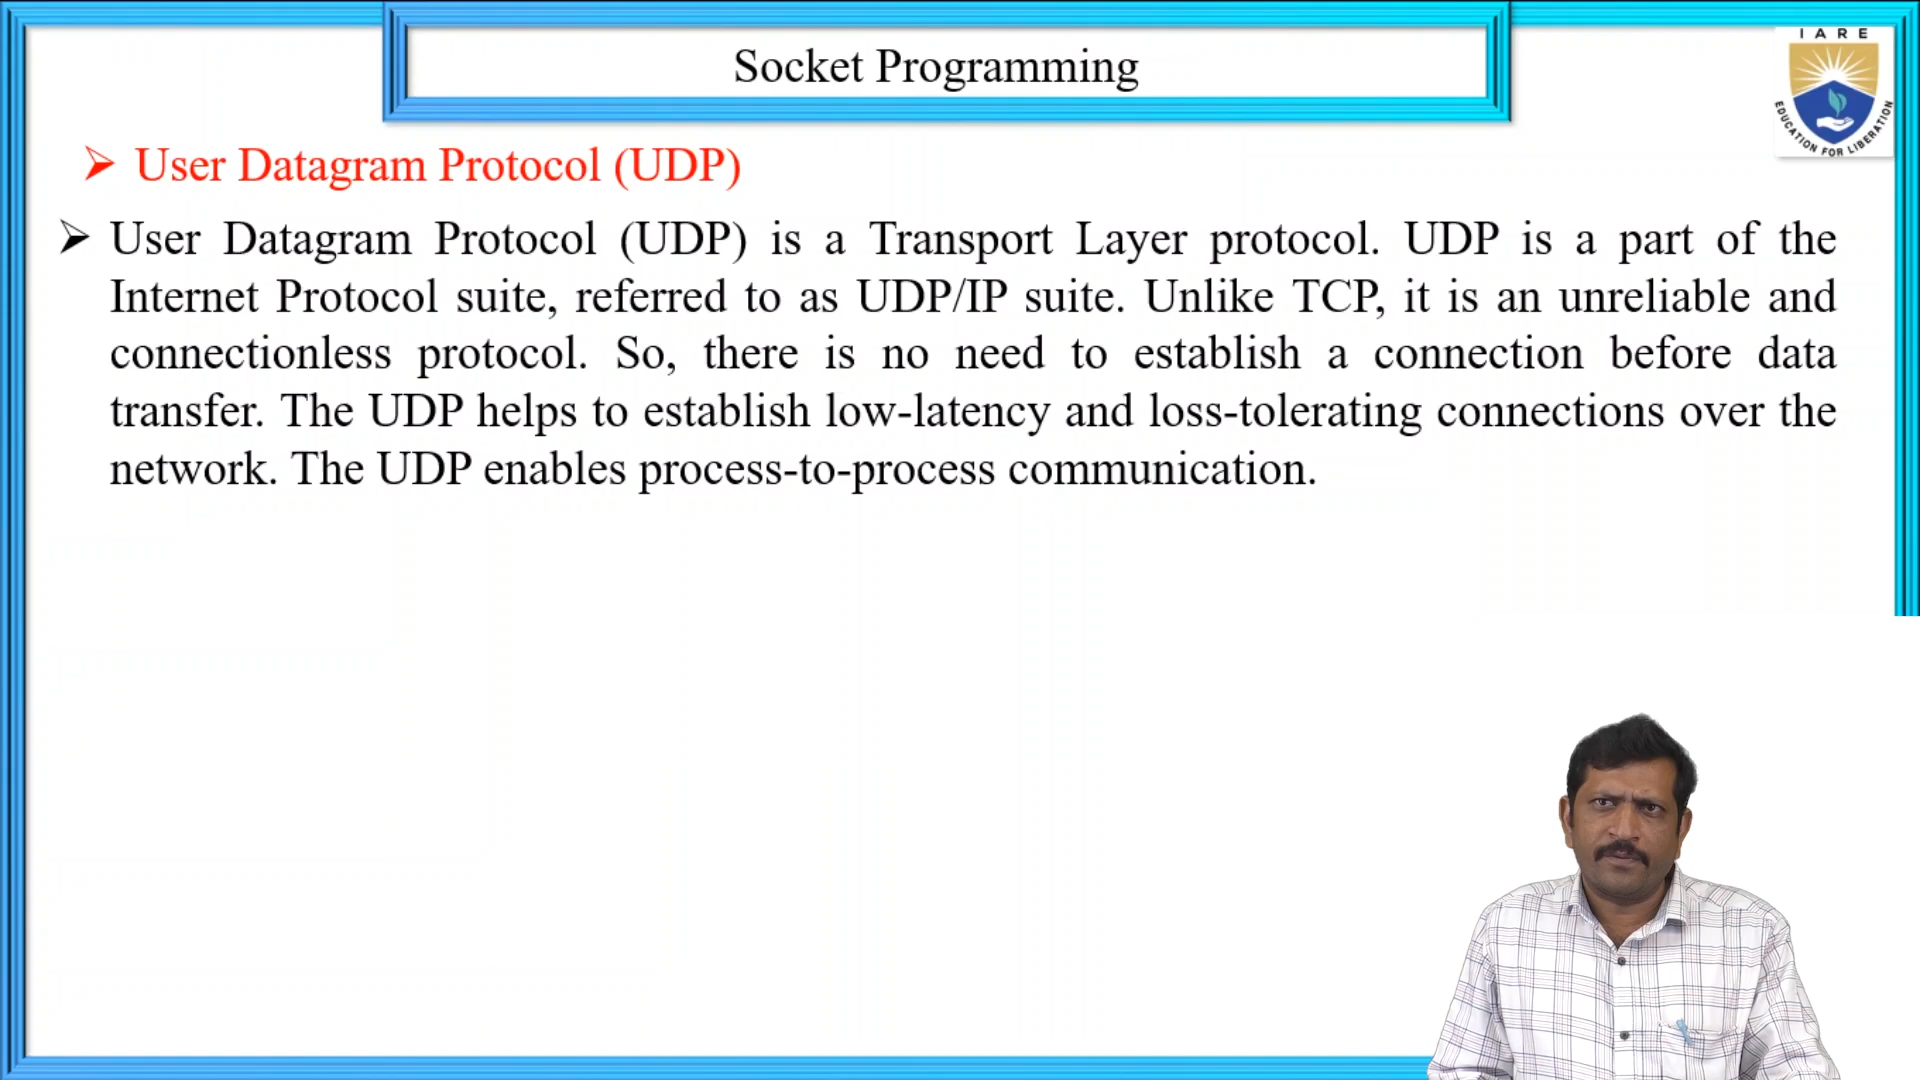 Socket Programming
I A R E
EDUCATION FOR LIBERATION
User Datagram Protocol (UDP)
User Datagram Protocol (UDP) is a Transport Layer protocol. UDP is a part of the
Internet Protocol suite, referred to as UDP/IP suite. Unlike TCP, it is an unreliable and
connectionless protocol. So, there is no need to establish a connection before data
transfer. The UDP helps to establish low-latency and loss-tolerating connections over the
network. The UDP enables process-to-process communication.